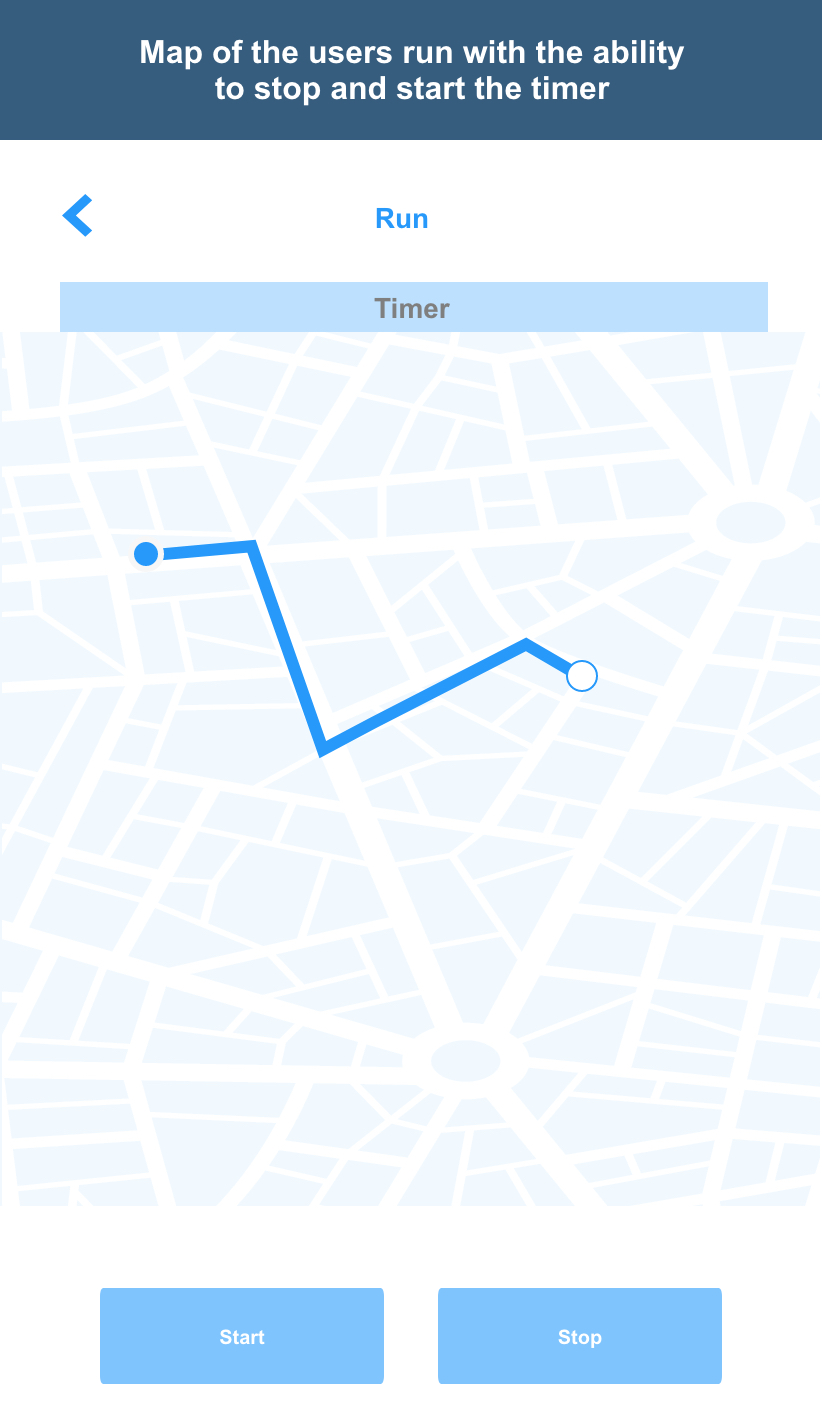 Map of the users run with the ability
to stop and start the timer
Run
Timer
Start
Stop